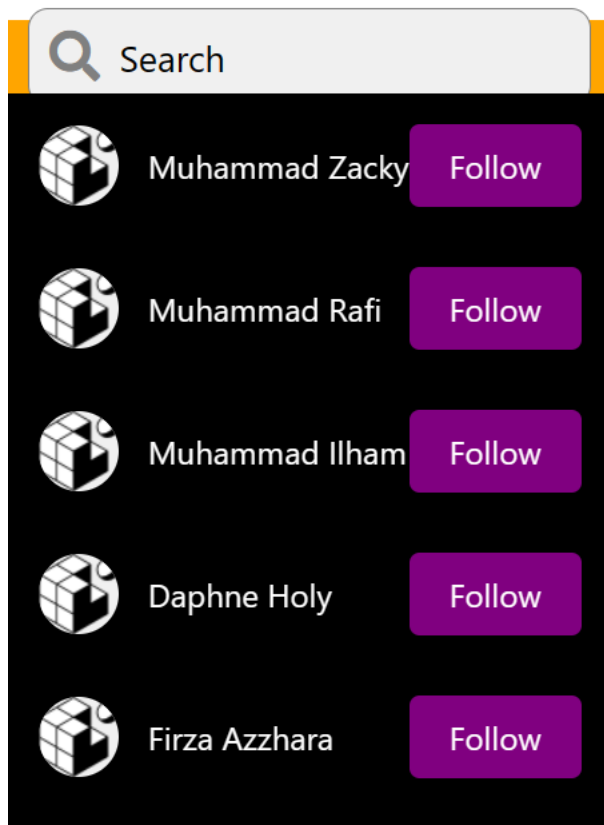 Search
Muhammad Zacky Follow
Muhammad Rafi Follow
Muhammad Ilham Follow
Daphne Holy Follow
Firza Azzhara Follow